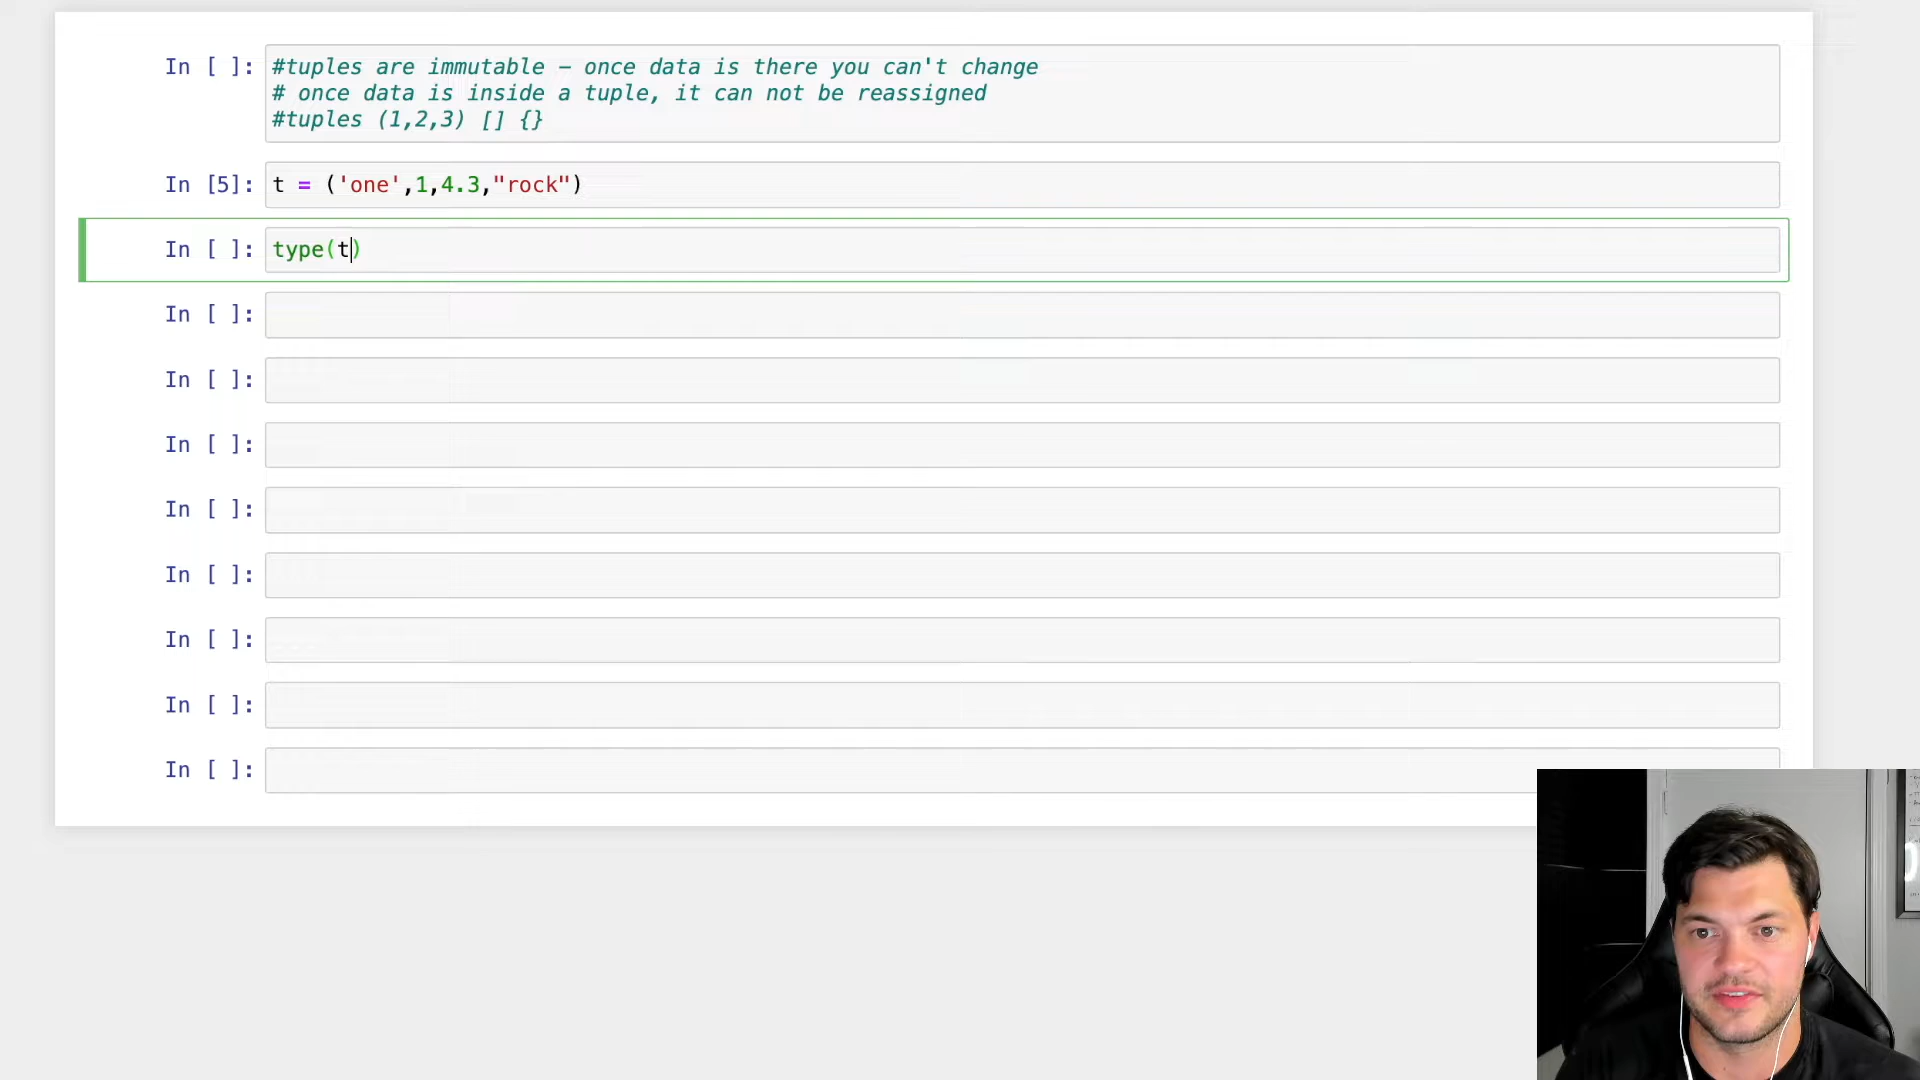 In [ ]: #tuples are immutable – once data is there you can't change
# once data is inside a tuple, it can not be reassigned
#tuples (1,2,3) [] {}
In [5]: t = ('one',1,4.3,"rock")
In [ ]: type(t)
In [ ]:
In [ ]:
In [ ]:
In [ ]:
In [ ]:
In [ ]:
In [ ]:
In [ ]: